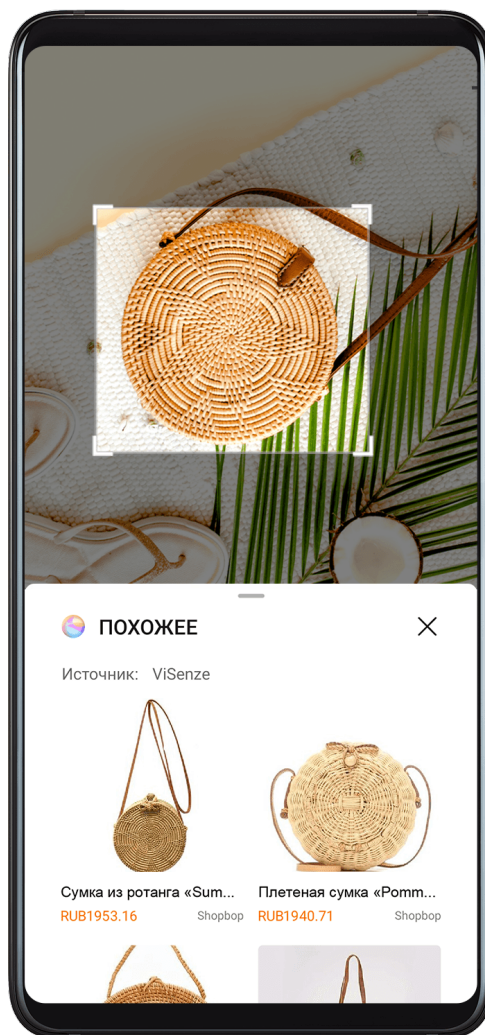 ПОХОЖЕЕ
Источник: ViSenze
Сумка из ротанга «Sum...
Плетеная сумка «Pomm...
RUB1953.16 Shopbop
RUB1940.71 Shopbop